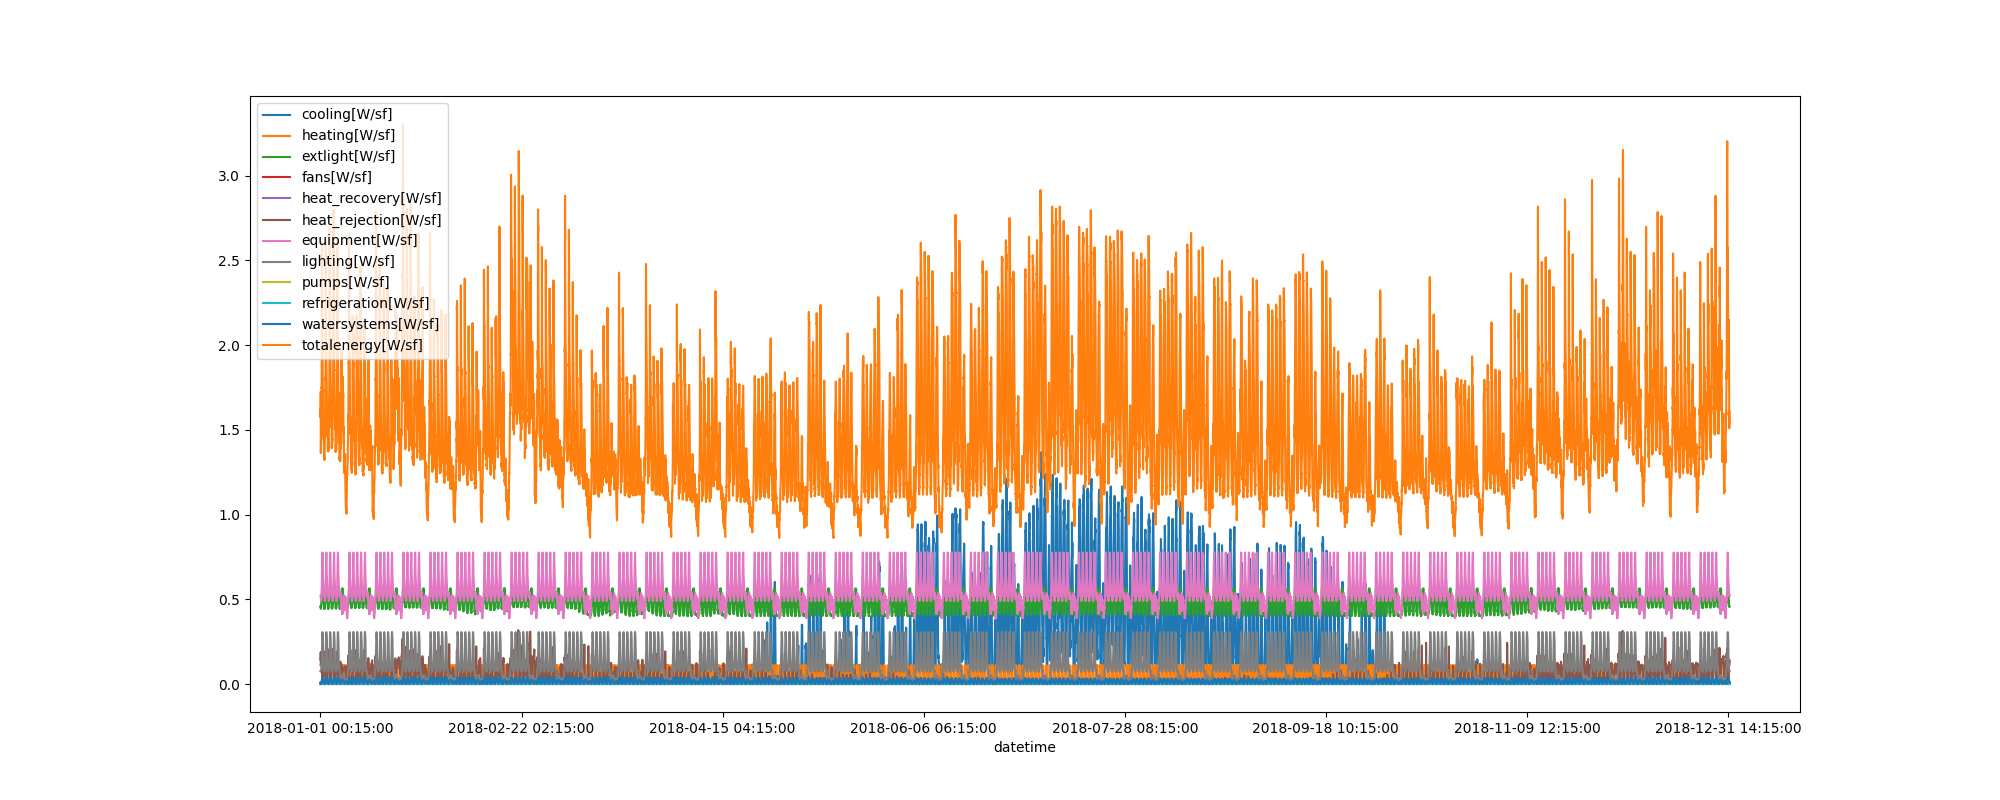 cooling[W/sf]
heating[W/sf]
extlight[W/sf]
fans[W/sf]
heat_recovery[W/sf]
heat_rejection[W/sf]
equipment[W/sf]
lighting[W/sf]
pumps[W/sf]
refrigeration[W/sf]
watersystems[W/sf]
totalenergy[W/sf]
3.0
2.5
2.0
1.5
1.0
0.5
0.0
2018-01-01 00:15:00 2018-02-22 02:15:00 2018-04-15 04:15:00 2018-06-06 06:15:00 2018-07-28 08:15:00 2018-09-18 10:15:00 2018-11-09 12:15:00 2018-12-31 14:15:00
datetime